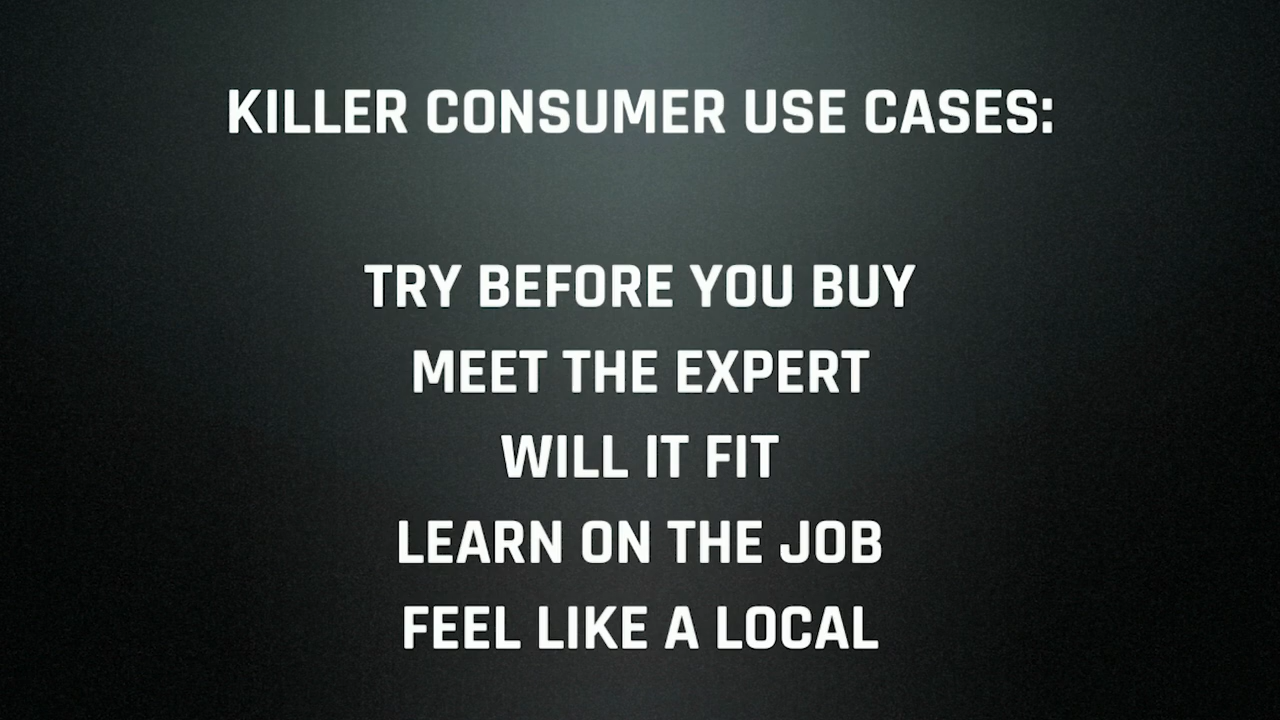 KILLER CONSUMER USE CASES:
TRY BEFORE YOU BUY
MEET THE EXPERT
WILL IT FIT
LEARN ON THE JOB
FEEL LIKE A LOCAL